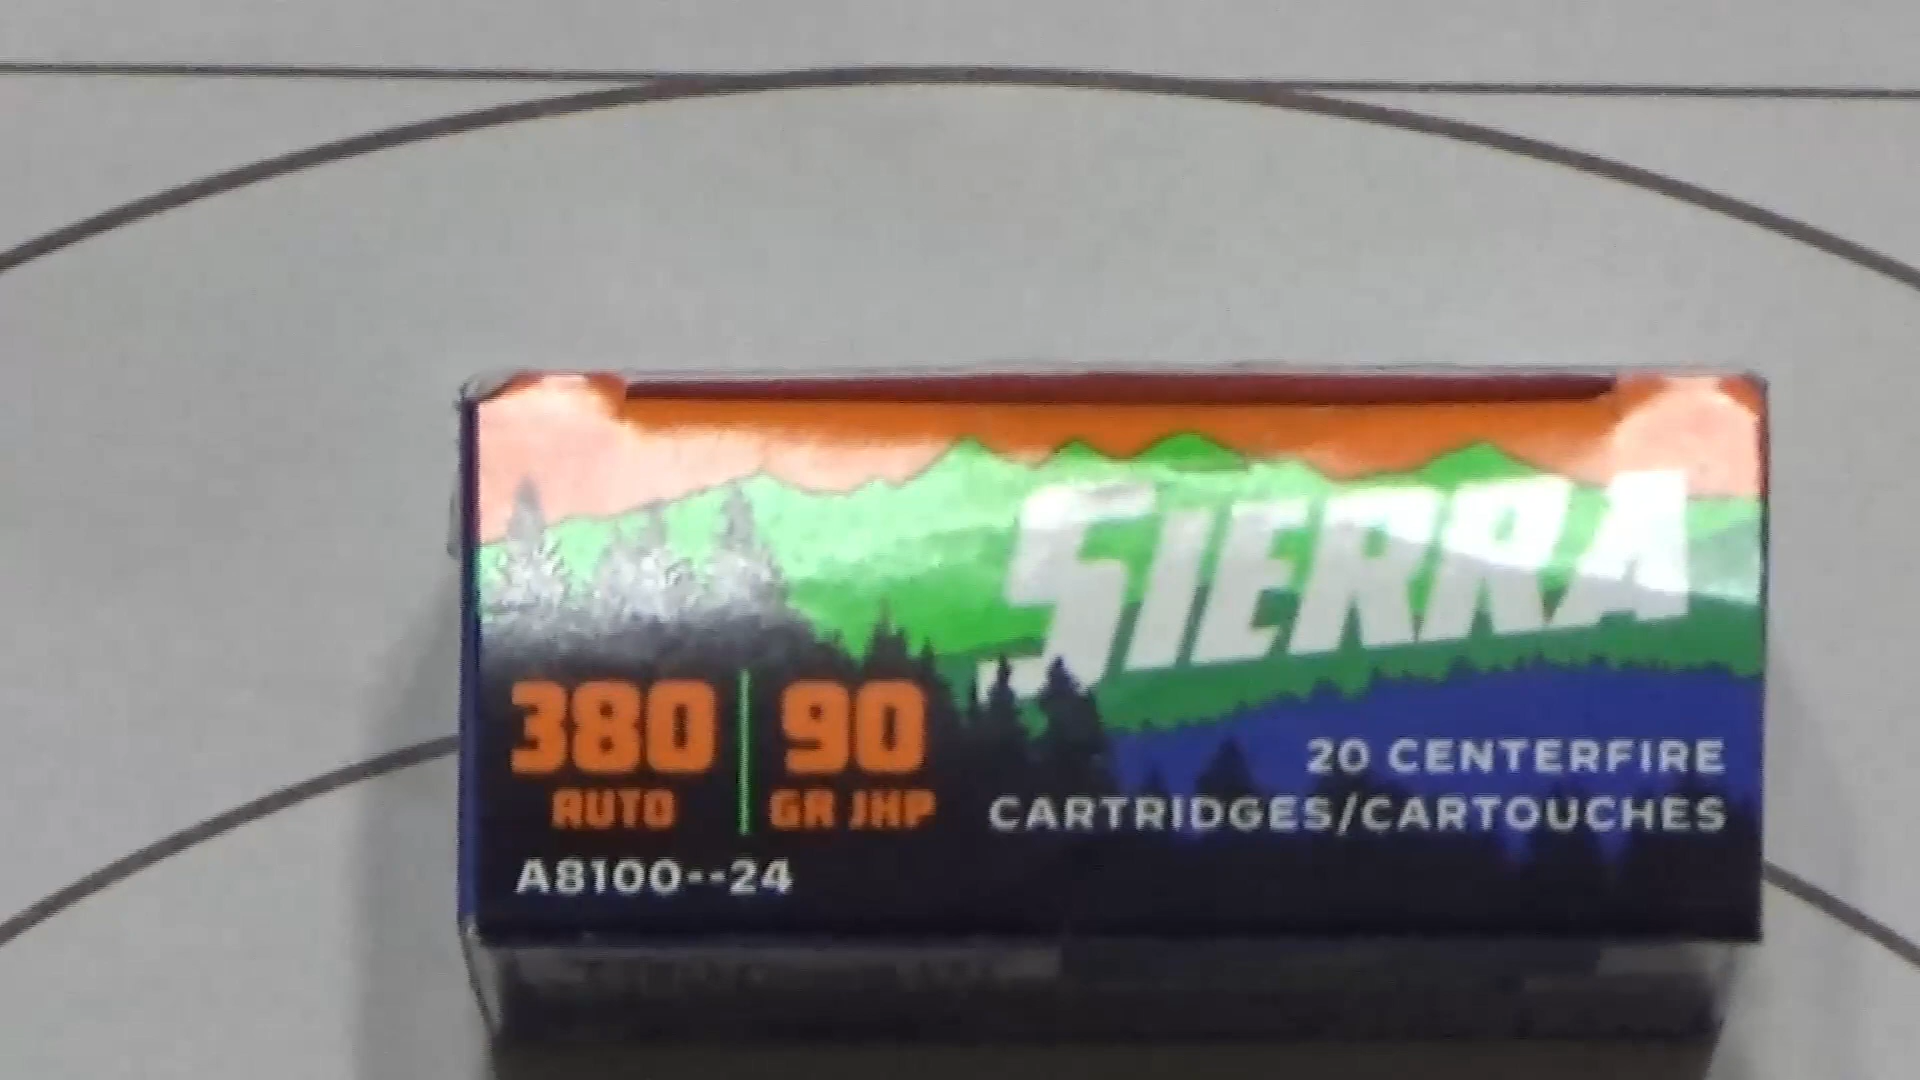 SIERRA
380 | 90
AUTO GR JHP
20 CENTERFIRE
CARTRIDGES/CARTOUCHES
A8100--24